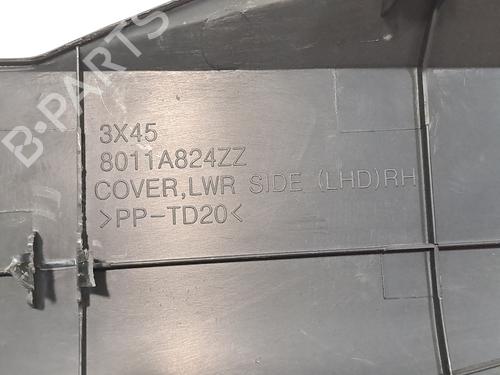 B-PARTS
3X45
8011A824ZZ
COVER,LWR SIDE (LHD)RH
>PP-TD20<